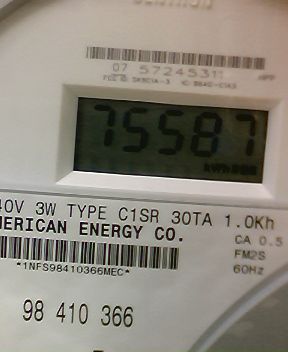 07 57245311
75587
kWh
40V 3W TYPE C1SR 30TA 1.0Kh
MERICAN ENERGY CO.
CA 0.5
FM2S
60Hz
*1NFS98410366MEC*
98 410 366